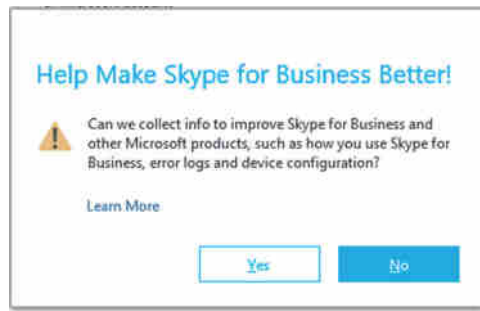 Help Make Skype for Business Better!
Can we collect info to improve Skype for Business and
other Microsoft products, such as how you use Skype for
Business, error logs and device configuration?
Learn More
Yes
No